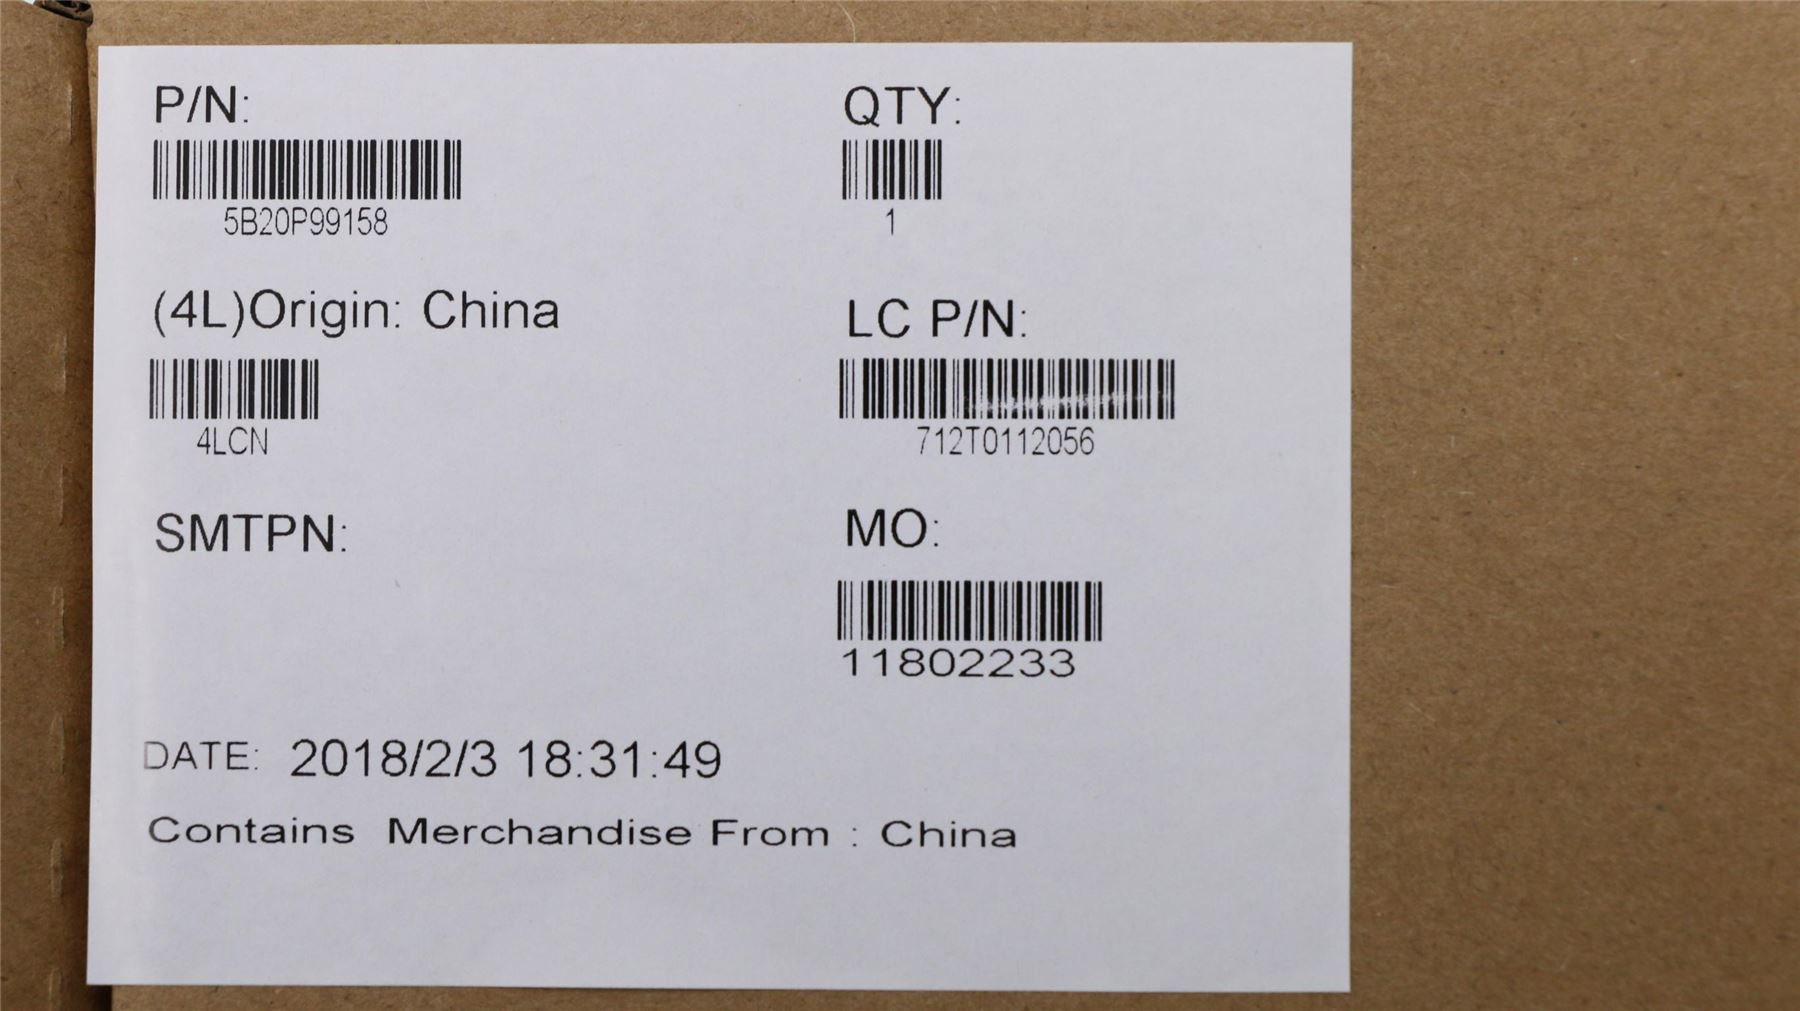 P/N:
5B20P99158
QTY:
1
(4L)Origin: China
4LCN
LC P/N:
712T0112056
SMTPN:
MO:
11802233
DATE: 2018/2/3 18:31:49
Contains Merchandise From : China